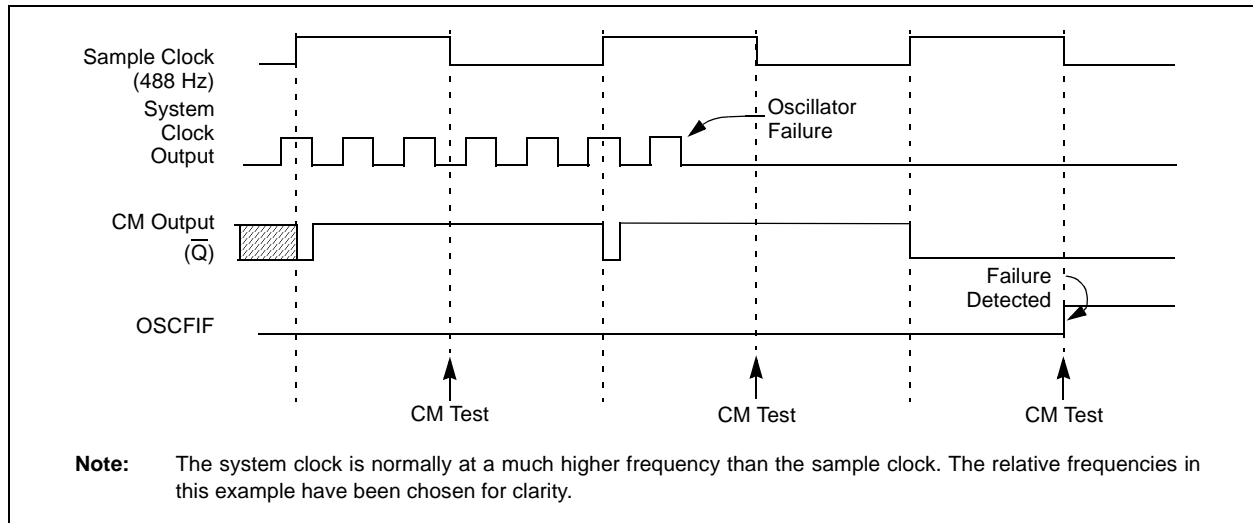 Sample Clock
(488 Hz)
System
Clock
Output
Oscillator
Failure
CM Output
(Q̅)
Failure
Detected
OSCFIF
CM Test
CM Test
CM Test
Note: The system clock is normally at a much higher frequency than the sample clock. The relative frequencies in
this example have been chosen for clarity.